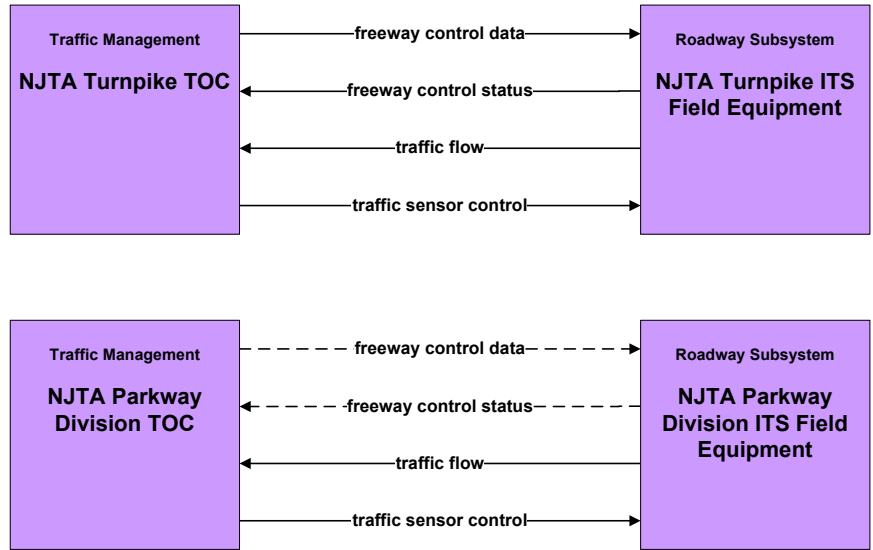 Traffic Management
NJTA Turnpike TOC
freeway control data
freeway control status
traffic flow
traffic sensor control
Roadway Subsystem
NJTA Turnpike ITS
Field Equipment
Traffic Management
NJTA Parkway
Division TOC
freeway control data
freeway control status
traffic flow
traffic sensor control
Roadway Subsystem
NJTA Parkway
Division ITS Field
Equipment